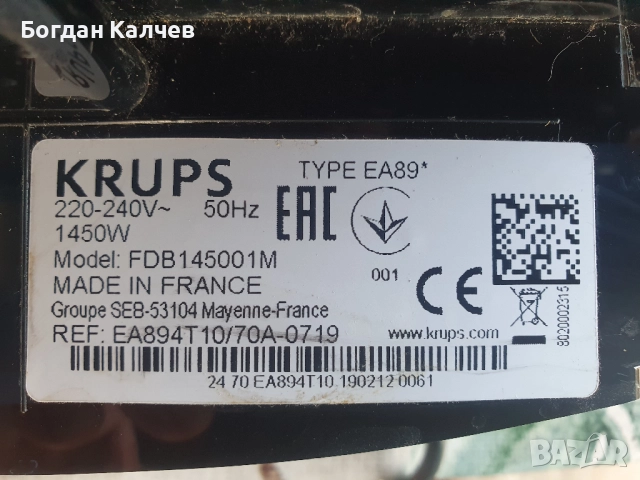 Богдан Калчев
KRUPS
TYPE EA89*
220-240V~ 50Hz
1450W
Model: FDB145001M
MADE IN FRANCE
Groupe SEB-53104 Mayenne-France
REF: EA894T10/70A-0719
EAC
001
CE
www.krups.com
8020002315
24 70 EA894T10 190212 0061
BAZAR